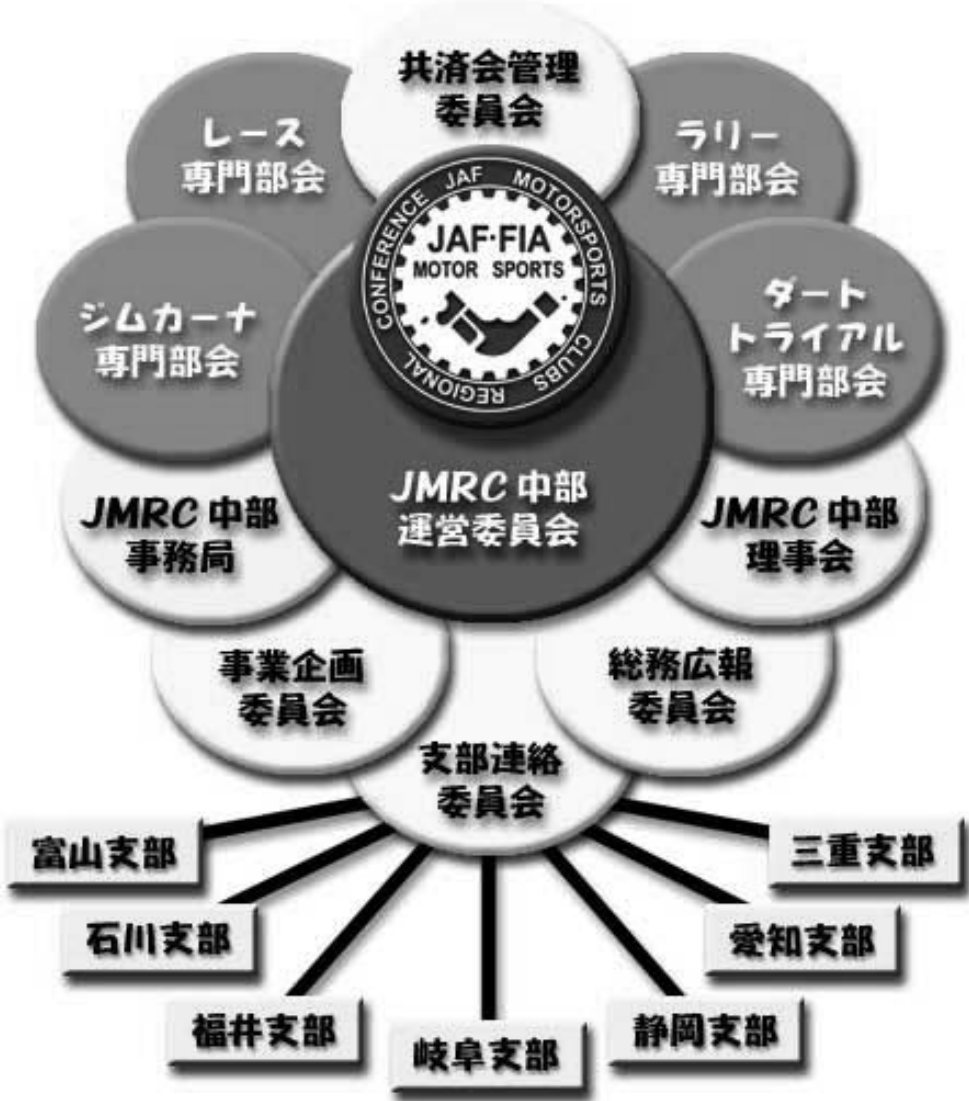 共済会管理
委員会
レース
専門部会
ラリー
専門部会
CONFERENCE JAF MOTORSPORTS CLUBS REGIONAL
JAF·FIA
MOTOR SPORTS
ジムカーナ
専門部会
ダート
トライアル
専門部会
JMRC 中部
運営委員会
JMRC 中部
事務局
JMRC 中部
理事会
事業企画
委員会
総務広報
委員会
支部連絡
委員会
富山支部
三重支部
石川支部
愛知支部
福井支部
静岡支部
岐阜支部